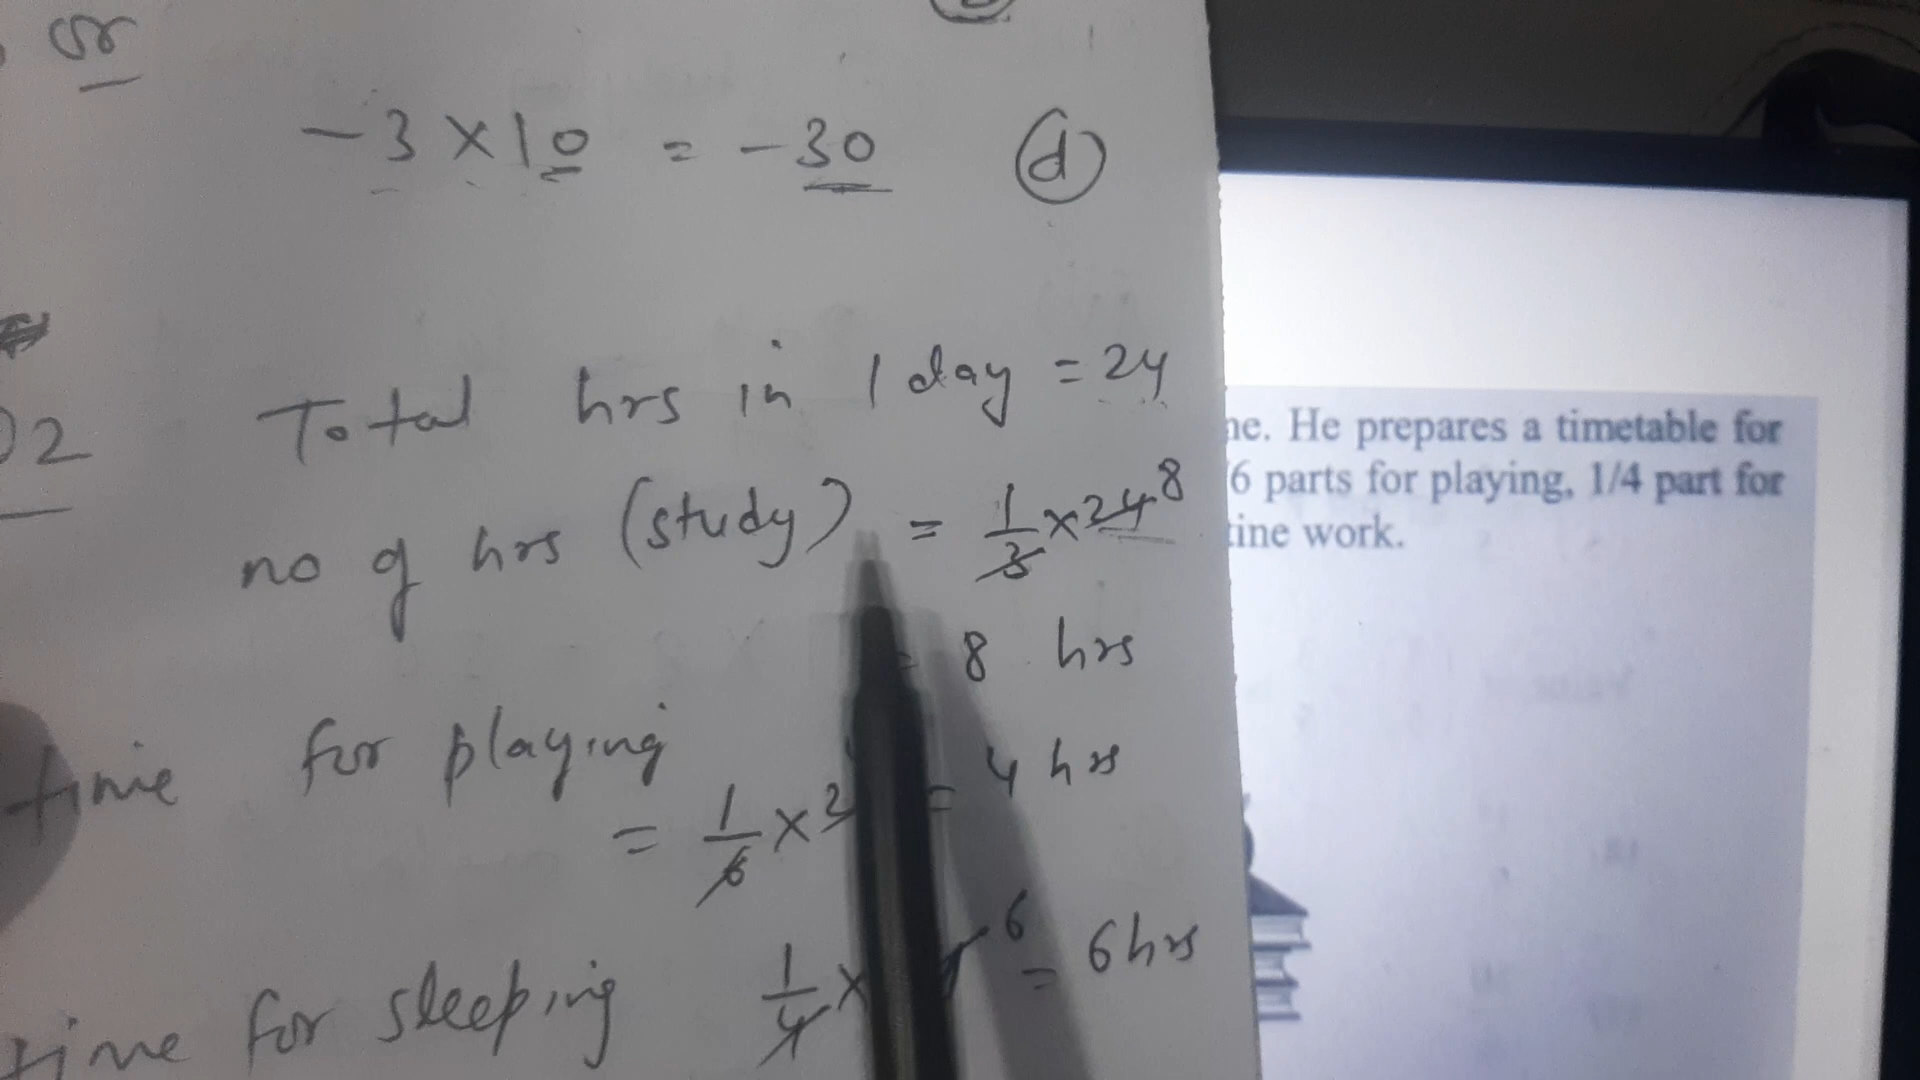 or
-3 × 10 = -30 (d)
Total hrs in 1 day = 24
2
no of hrs (study) = 1/3 × 24 8
= 8 hrs
time for playing
= 1/6 × 2 = 4 hrs
time for sleeping 1/4 × 6 = 6 hrs
He prepares a timetable for
6 parts for playing, 1/4 part for
work.